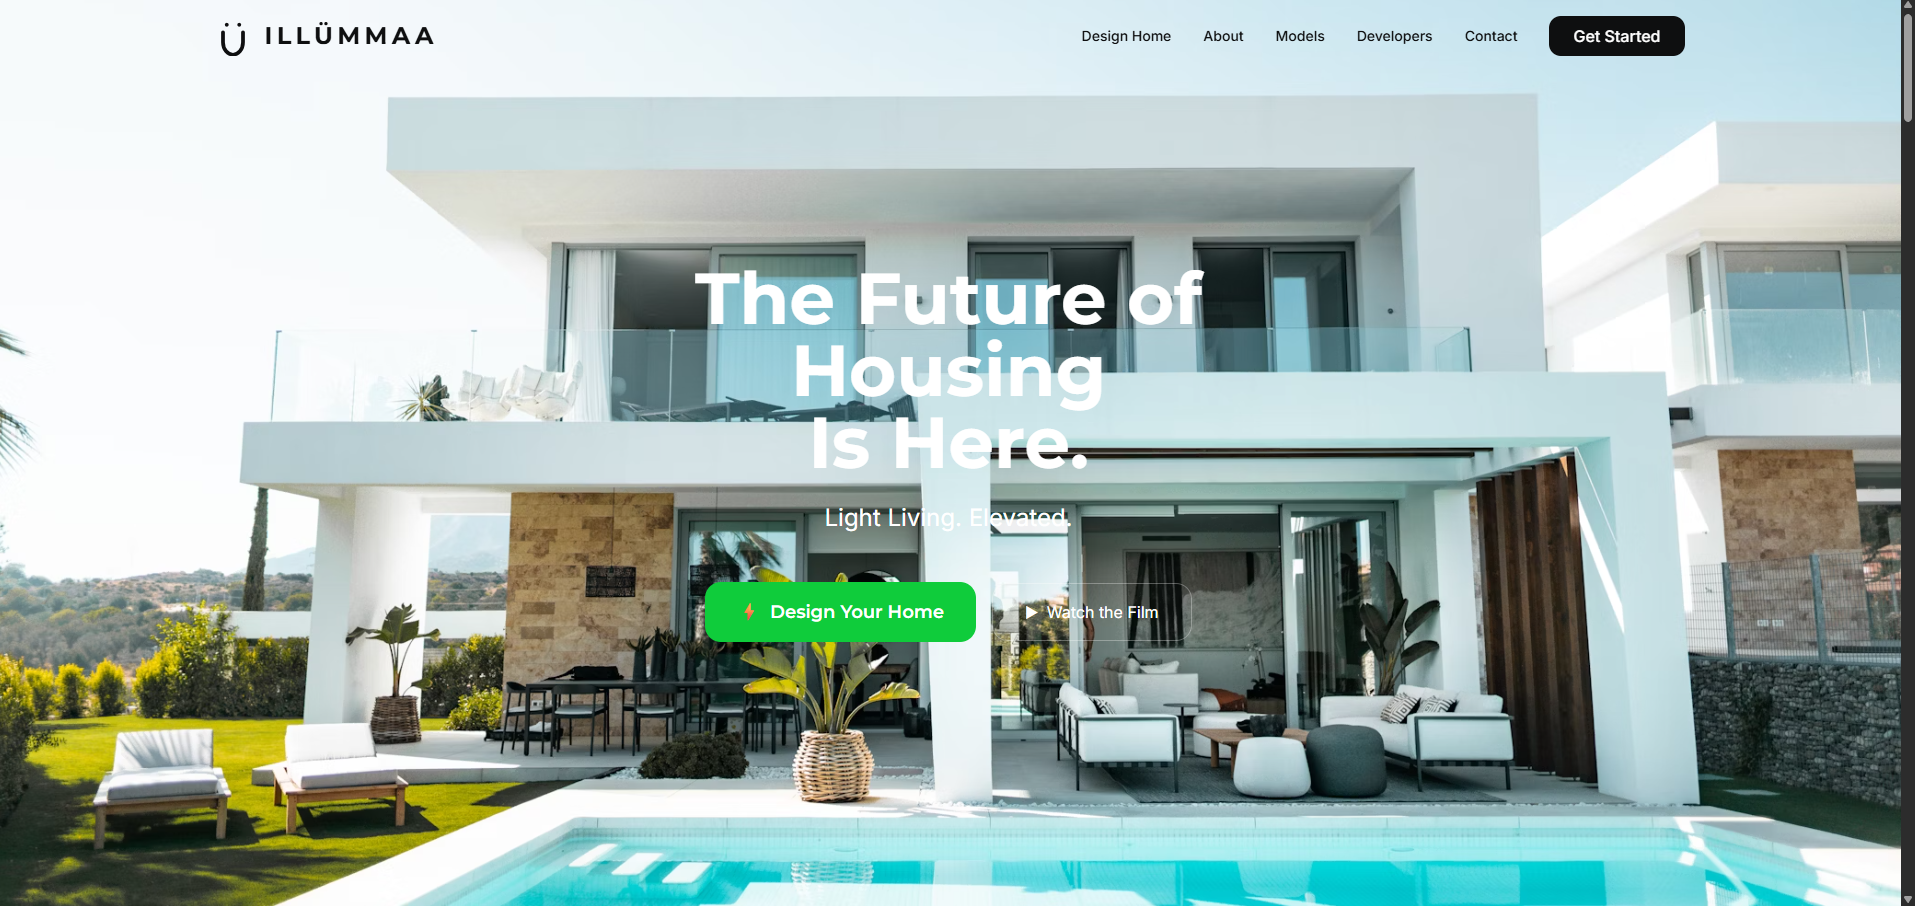 ILLÜMMAA
Design Home
About
Models
Developers
Contact
Get Started
The Future of
Housing
Is Here.
Light Living. Elevated.
Design Your Home
Watch the Film